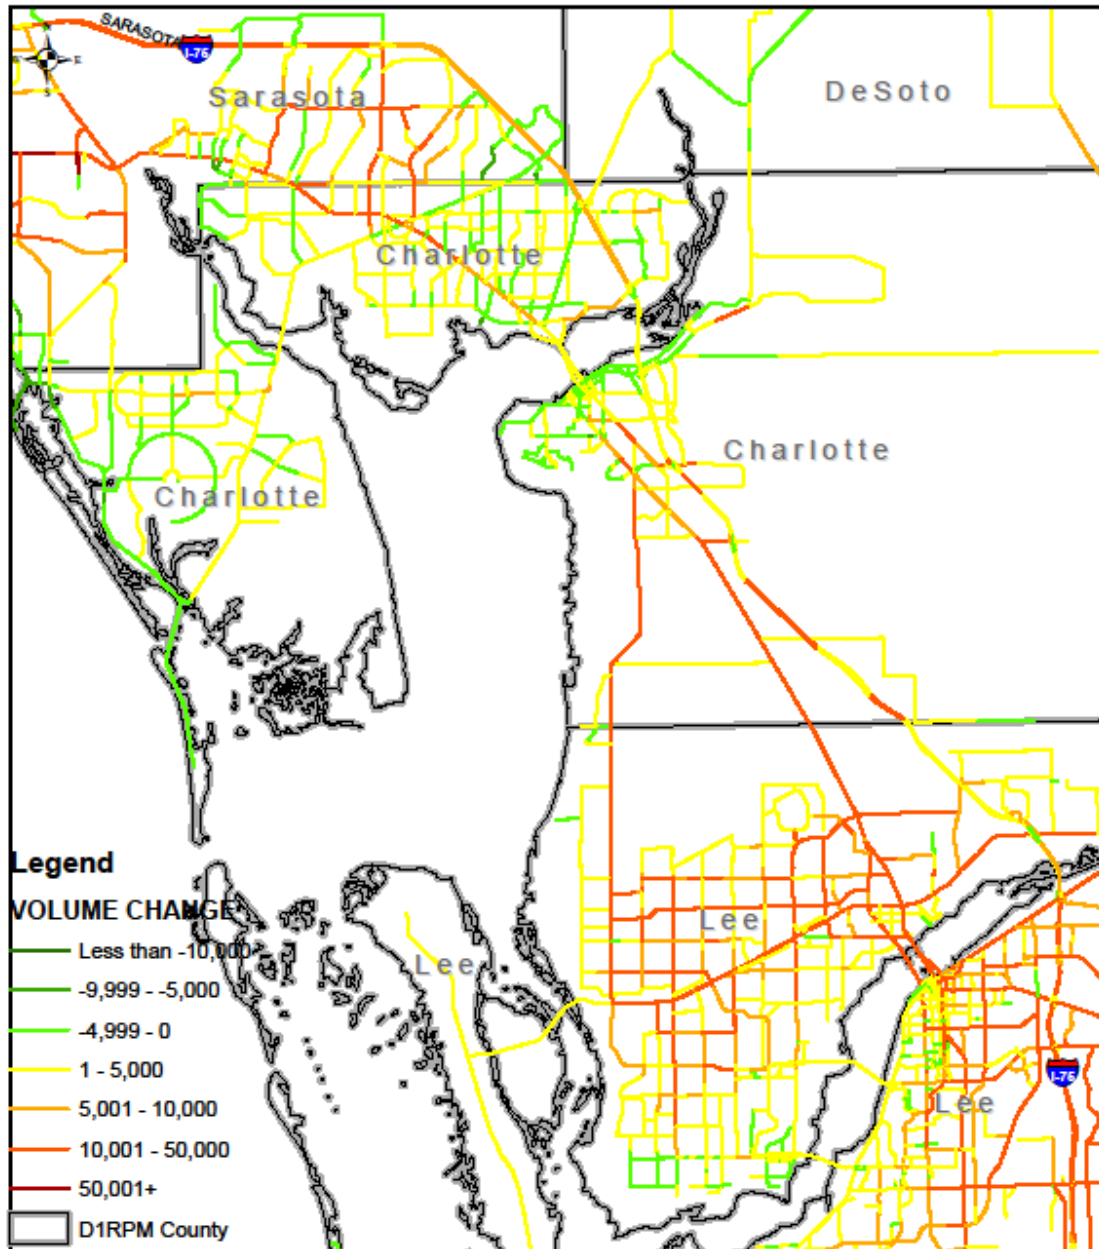 SARASOTA
I-75
N
E
S
Sarasota
DeSoto
Charlotte
Charlotte
Charlotte
Lee
Lee
I-75
Lee
Legend
VOLUME CHANGE
Less than -10,000
-9,999 - -5,000
-4,999 - 0
1 - 5,000
5,001 - 10,000
10,001 - 50,000
50,001+
D1RPM County